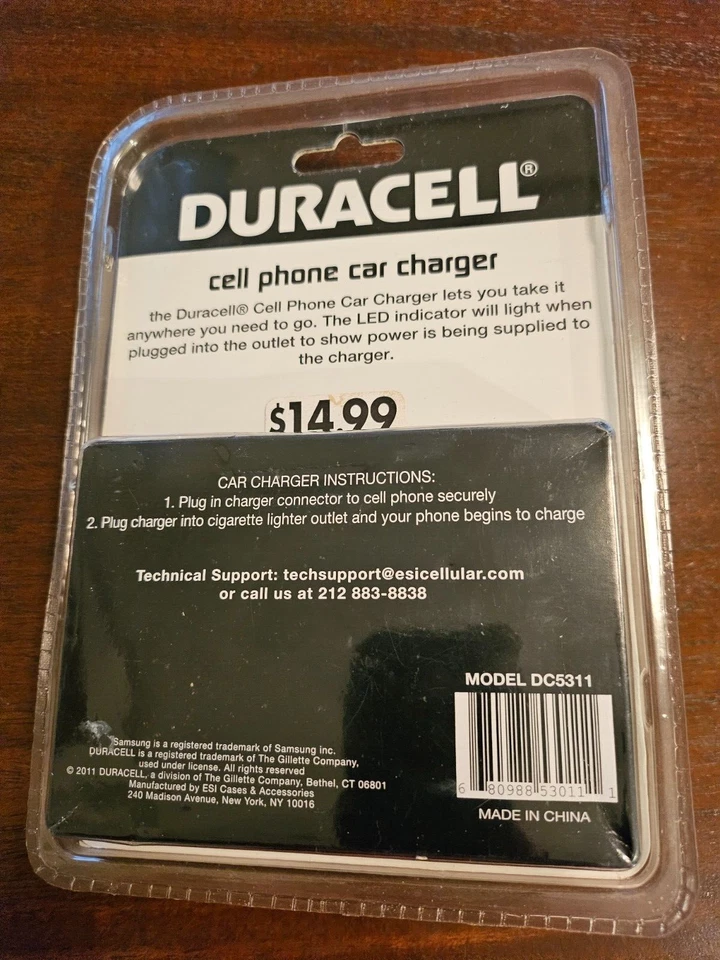 DURACELL®
cell phone car charger
the Duracell® Cell Phone Car Charger lets you take it
anywhere you need to go. The LED indicator will light when
plugged into the outlet to show power is being supplied to
the charger.
$14.99
CAR CHARGER INSTRUCTIONS:
1. Plug in charger connector to cell phone securely
2. Plug charger into cigarette lighter outlet and your phone begins to charge
Technical Support: techsupport@esicellular.com
or call us at 212 883-8838
MODEL DC5311
Samsung is a registered trademark of Samsung inc.
DURACELL is a registered trademark of The Gillette Company,
used under license. All rights reserved
© 2011 DURACELL, a division of The Gillette Company, Bethel, CT 06801
Manufactured by ESI Cases & Accessories
240 Madison Avenue, New York, NY 10016
6 80988 53011 1
MADE IN CHINA